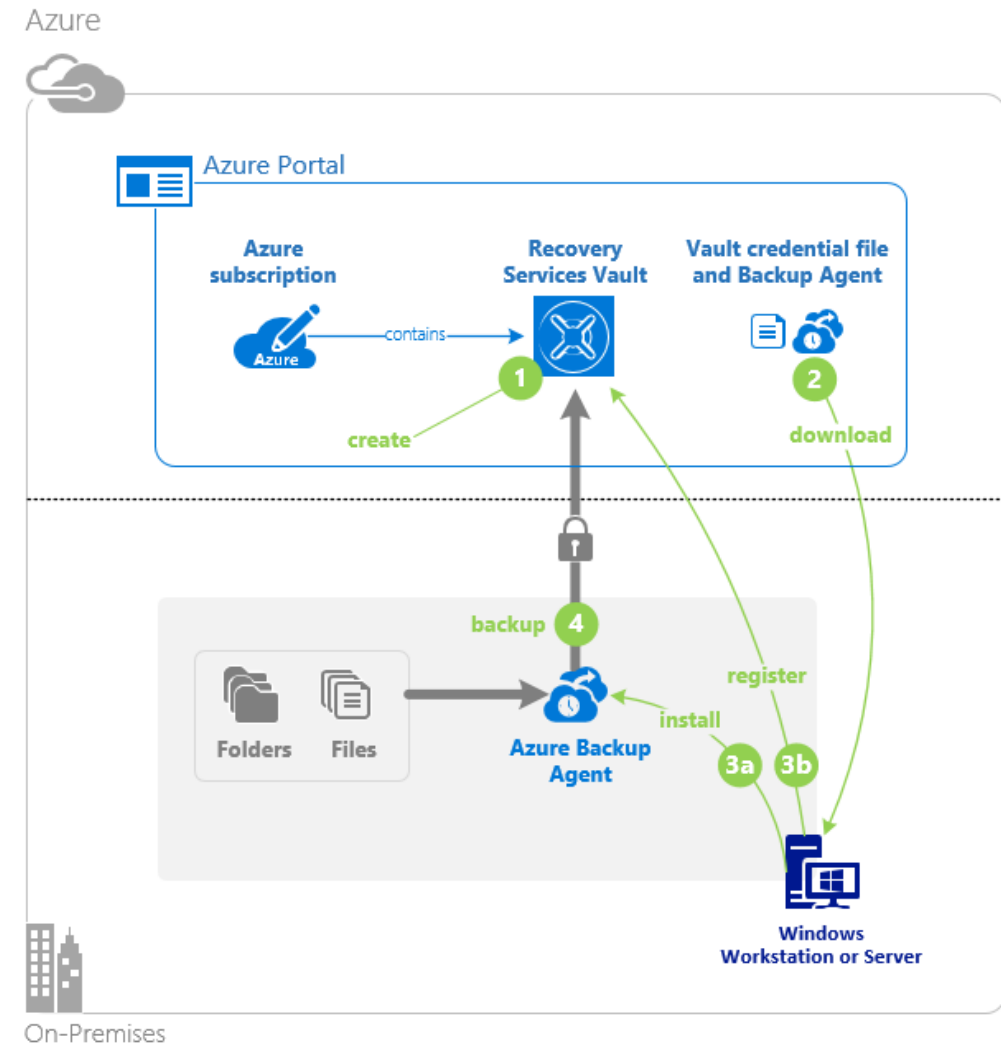 Azure
Azure Portal
Azure
subscription
Recovery
Services Vault
Vault credential file
and Backup Agent
contains
Azure
1
2
create
download
backup
4
register
install
Folders
Files
Azure Backup
Agent
3a
3b
Windows
Workstation or Server
On-Premises